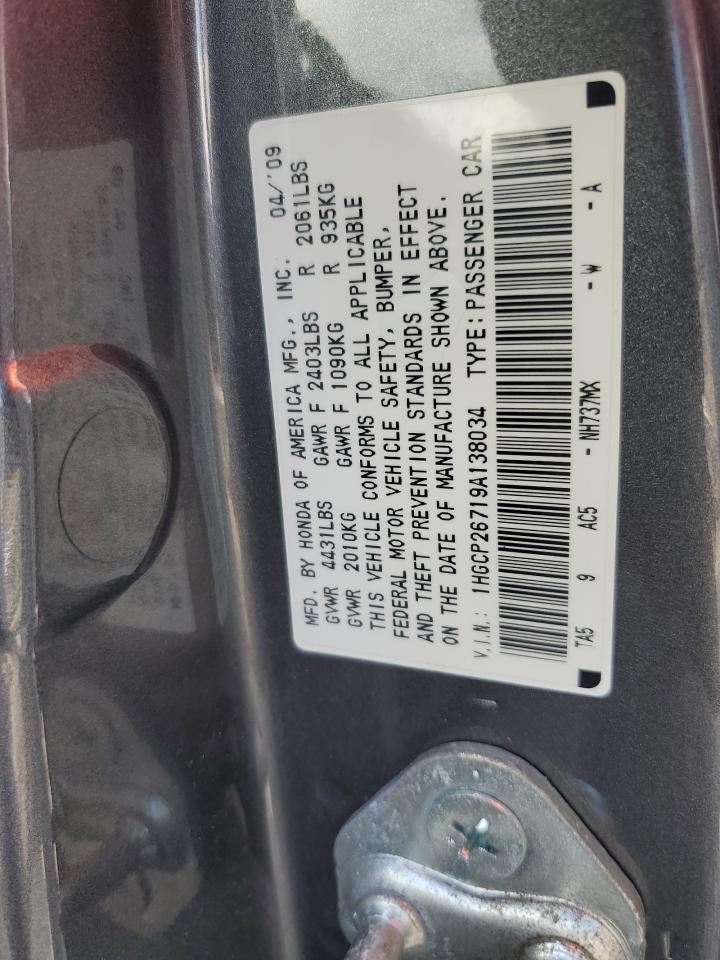 MFD. BY HONDA OF AMERICA MFG., INC. 04/'09
GVWR 4431LBS GAWR F 2403LBS R 2061LBS
GVWR 2010KG GAWR F 1090KG R 935KG
THIS VEHICLE CONFORMS TO ALL APPLICABLE
FEDERAL MOTOR VEHICLE SAFETY, BUMPER,
AND THEFT PREVENTION STANDARDS IN EFFECT
ON THE DATE OF MANUFACTURE SHOWN ABOVE.
V.I.N.: 1HGCP26719A138034 TYPE: PASSENGER CAR
TA5 9 AC5 - NH737MX - W - A